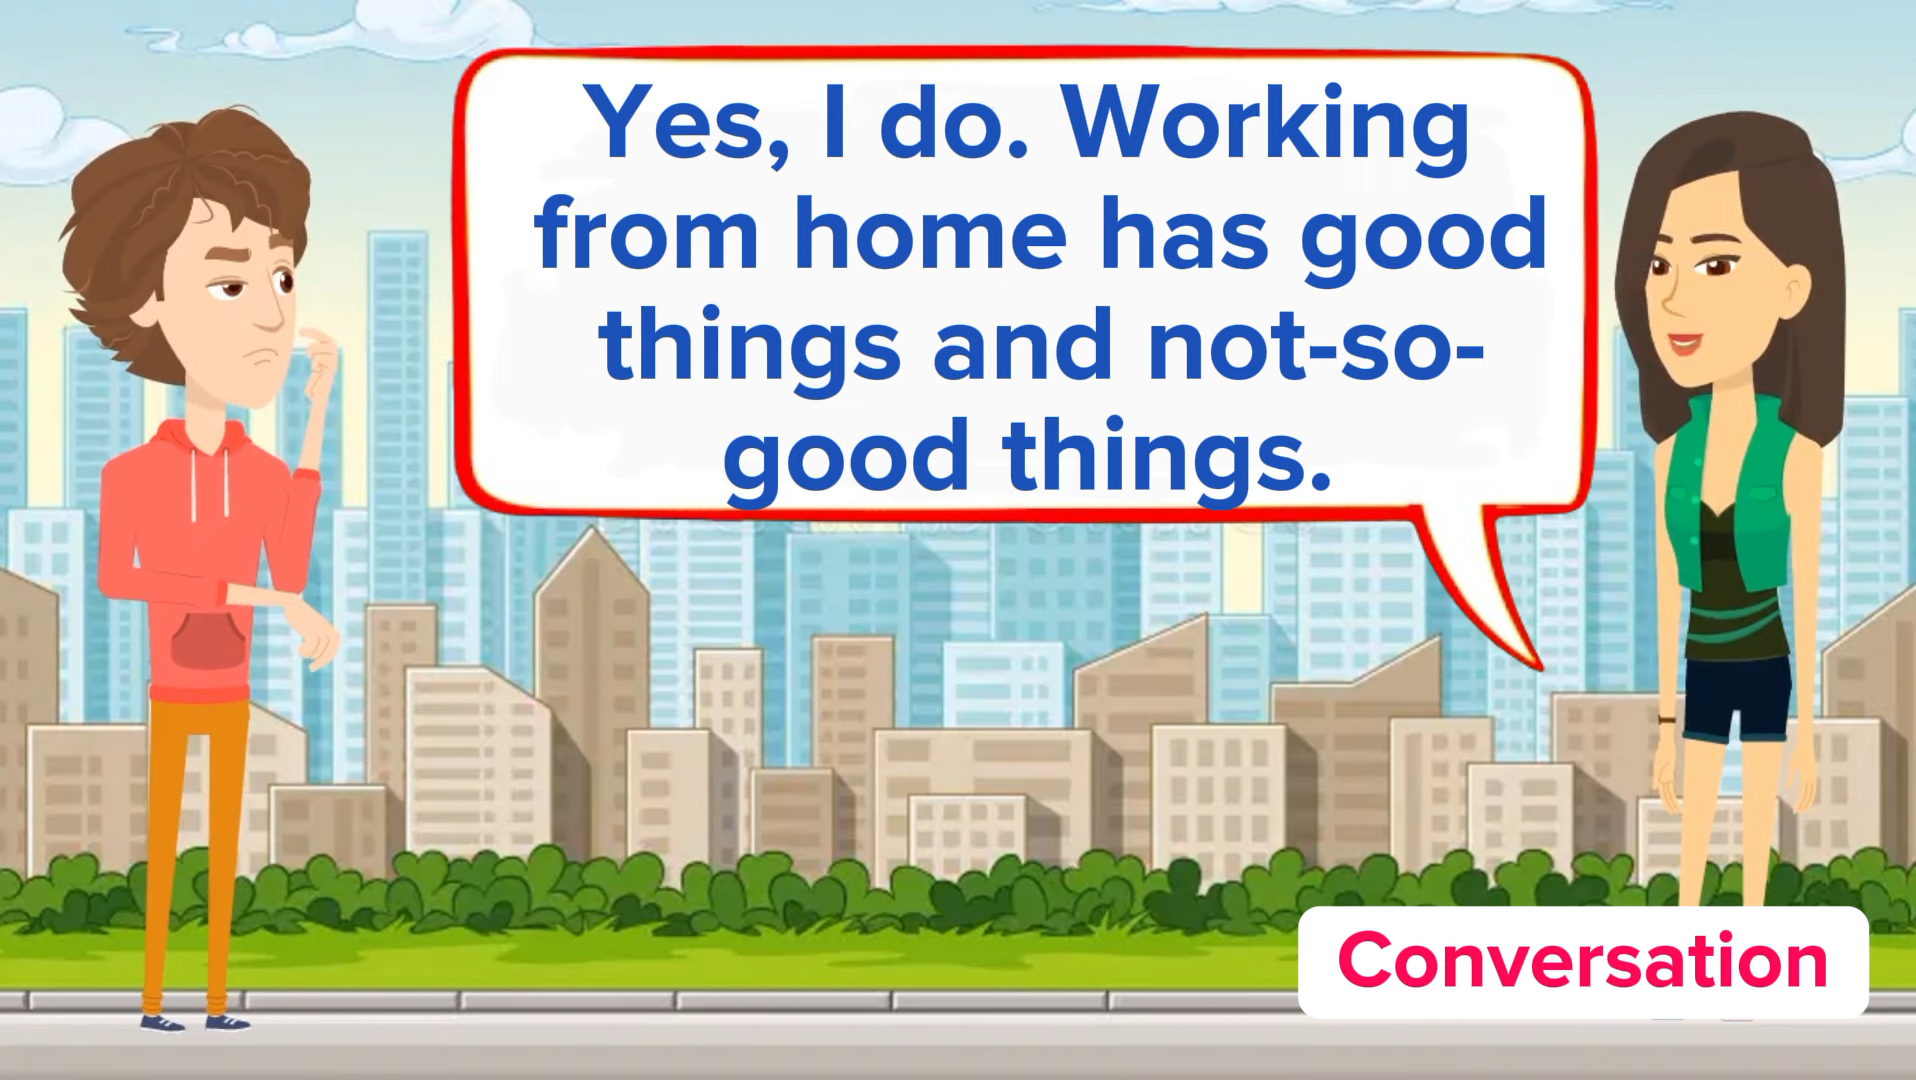 Yes, I do. Working
from home has good
things and not-so-
good things.
Conversation